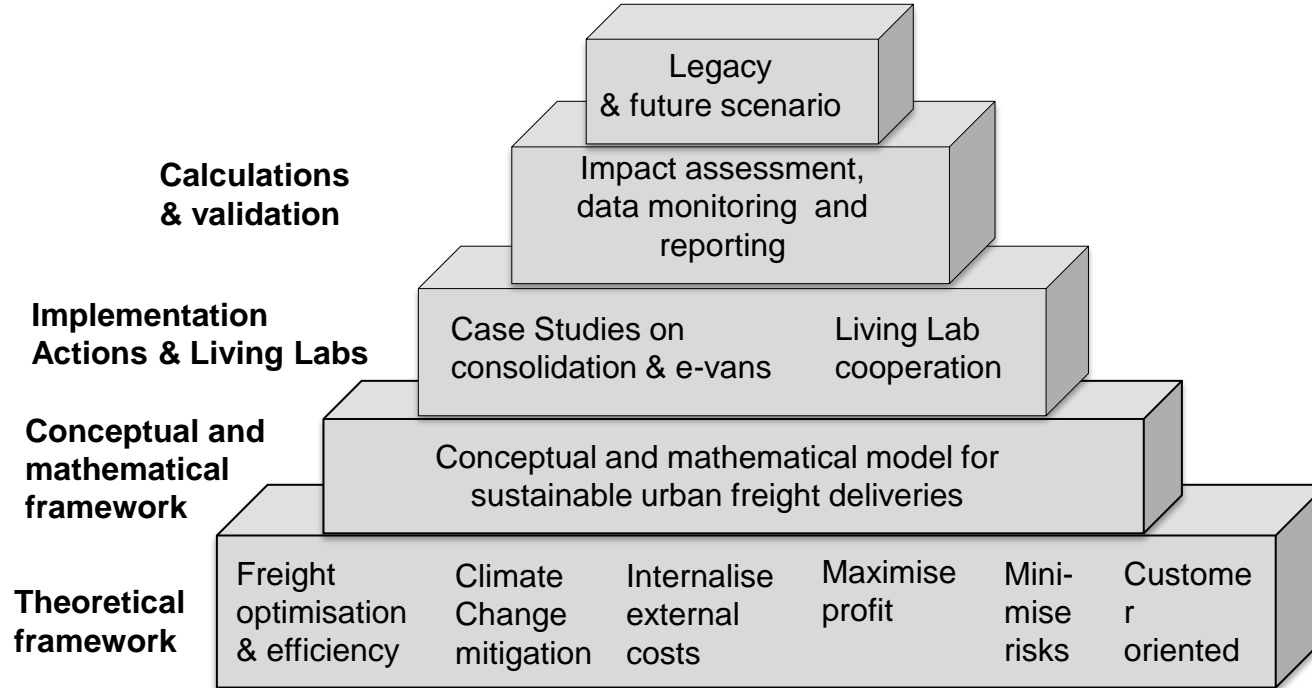 Legacy
& future scenario
Calculations
& validation
Impact assessment,
data monitoring and
reporting
Implementation
Actions & Living Labs
Case Studies on
consolidation & e-vans
Living Lab
cooperation
Conceptual and
mathematical
framework
Conceptual and mathematical model for
sustainable urban freight deliveries
Theoretical
framework
Freight
optimisation
& efficiency
Climate
Change
mitigation
Internalise
external
costs
Maximise
profit
Mini-
mise
risks
Custome
r
oriented